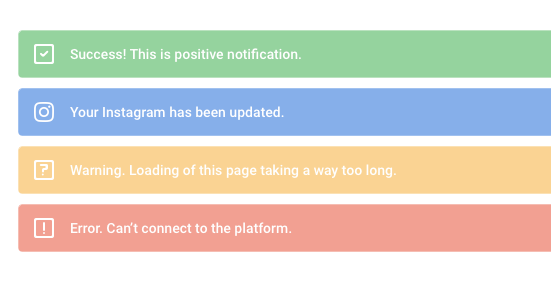 Success! This is positive notification.
Your Instagram has been updated.
Warning. Loading of this page taking a way too long.
Error. Can't connect to the platform.